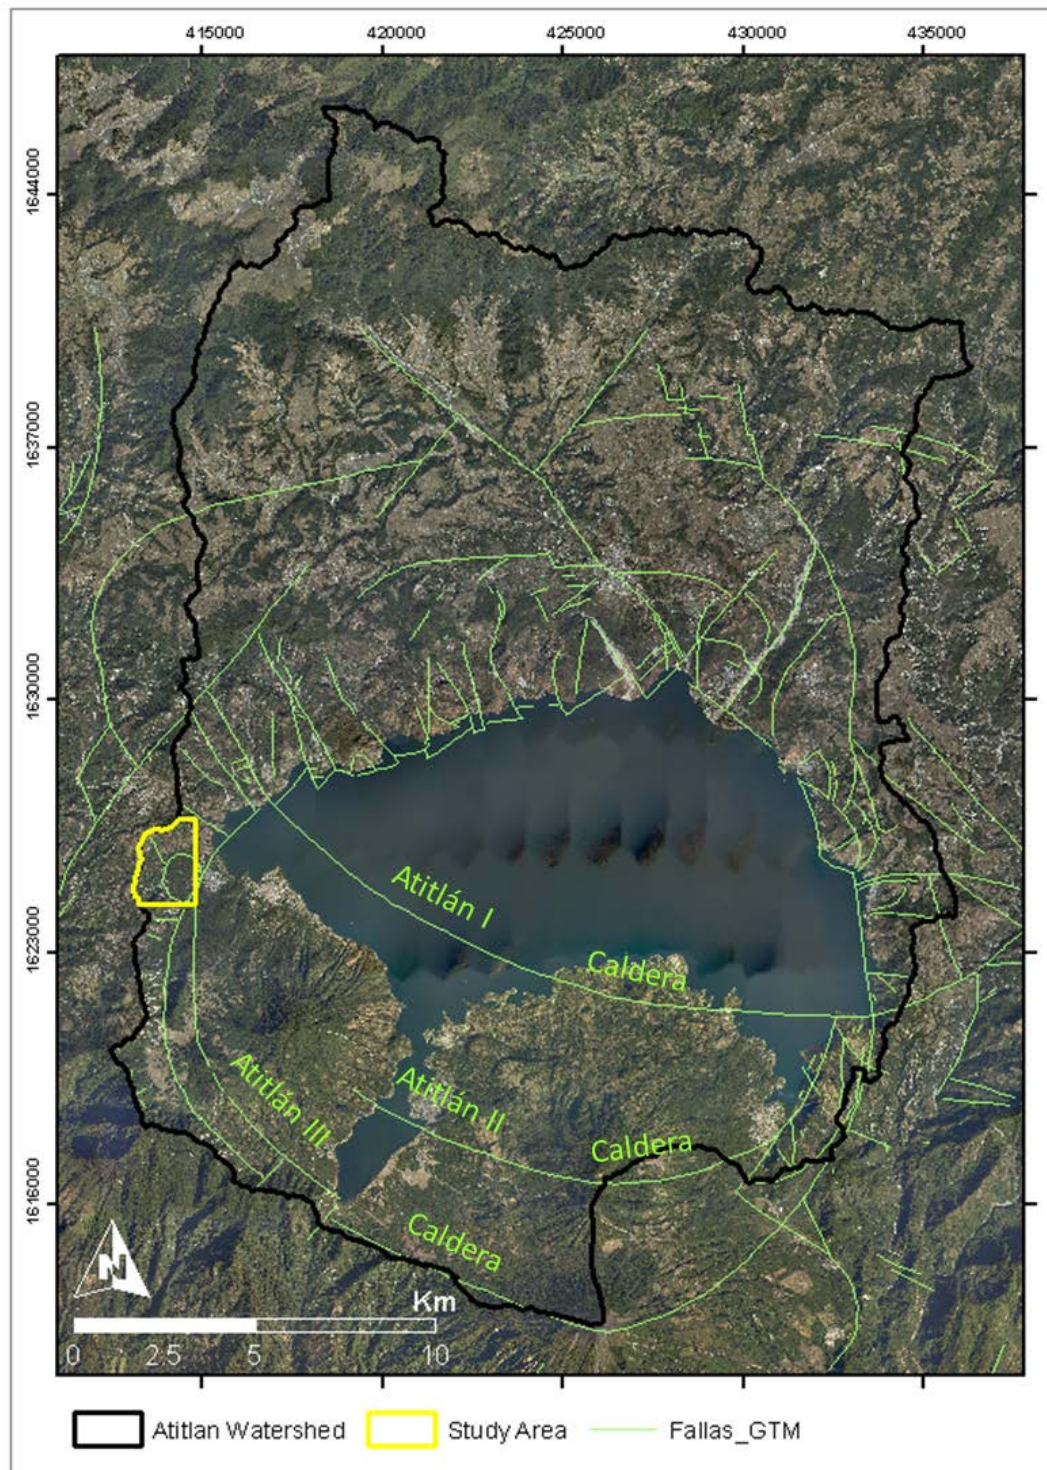 415000 420000 425000 430000 435000
1644000
1637000
1630000
1623000
1616000
Atitlán I
Caldera
Atitlán II
Caldera
Atitlán III
Caldera
N
Km
0 2.5 5 10
Atitlan Watershed Study Area Fallas_GTM